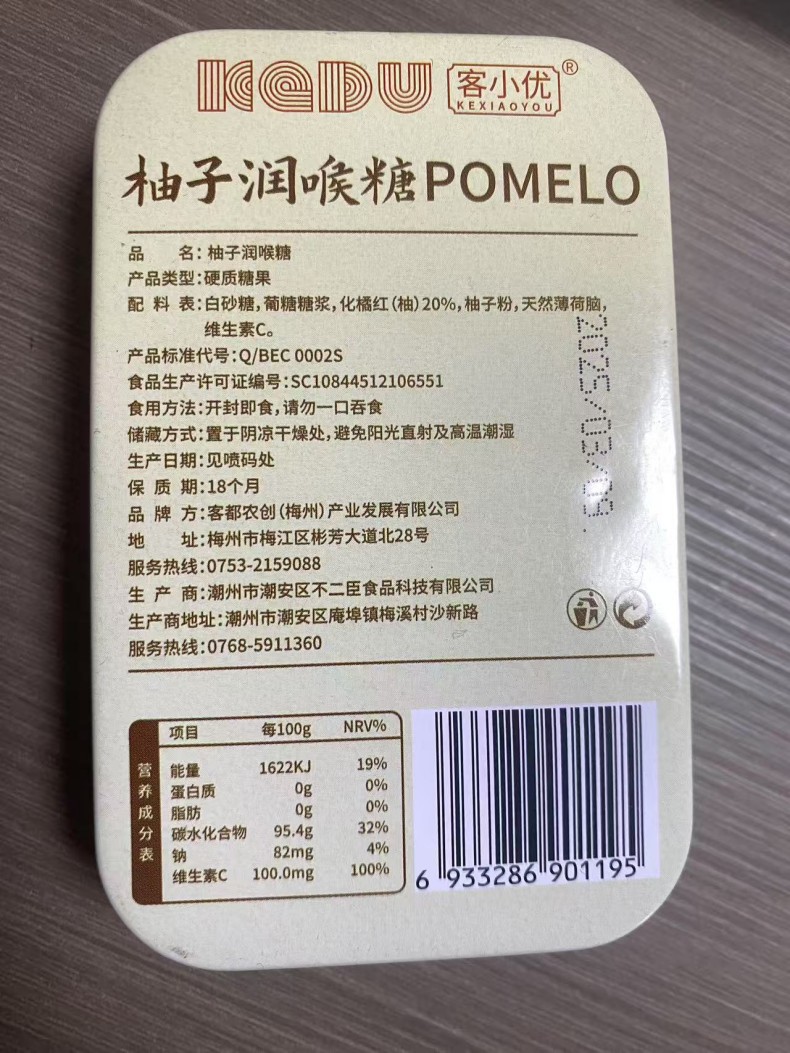 KEDU 客小优®
KEXIAOYOU
柚子润喉糖POMELO
品 名:柚子润喉糖
产品类型:硬质糖果
配 料 表:白砂糖,葡糖糖浆,化橘红(柚)20%,柚子粉,天然薄荷脑,
维生素C。
产品标准代号:Q/BEC 0002S
食品生产许可证编号:SC10844512106551
食用方法:开封即食,请勿一口吞食
储藏方式:置于阴凉干燥处,避免阳光直射及高温潮湿
生产日期:见喷码处
保 质 期:18个月
品 牌 方:客都农创(梅州)产业发展有限公司
地 址:梅州市梅江区彬芳大道北28号
服务热线:0753-2159088
生 产 商:潮州市潮安区不二臣食品科技有限公司
生产商地址:潮州市潮安区庵埠镇梅溪村沙新路
服务热线:0768-5911360
2025/03/
营养成分表
项目 每100g NRV%
能量 1622KJ 19%
蛋白质 0g 0%
脂肪 0g 0%
碳水化合物 95.4g 32%
钠 82mg 4%
维生素C 100.0mg 100%
6 933286 901195